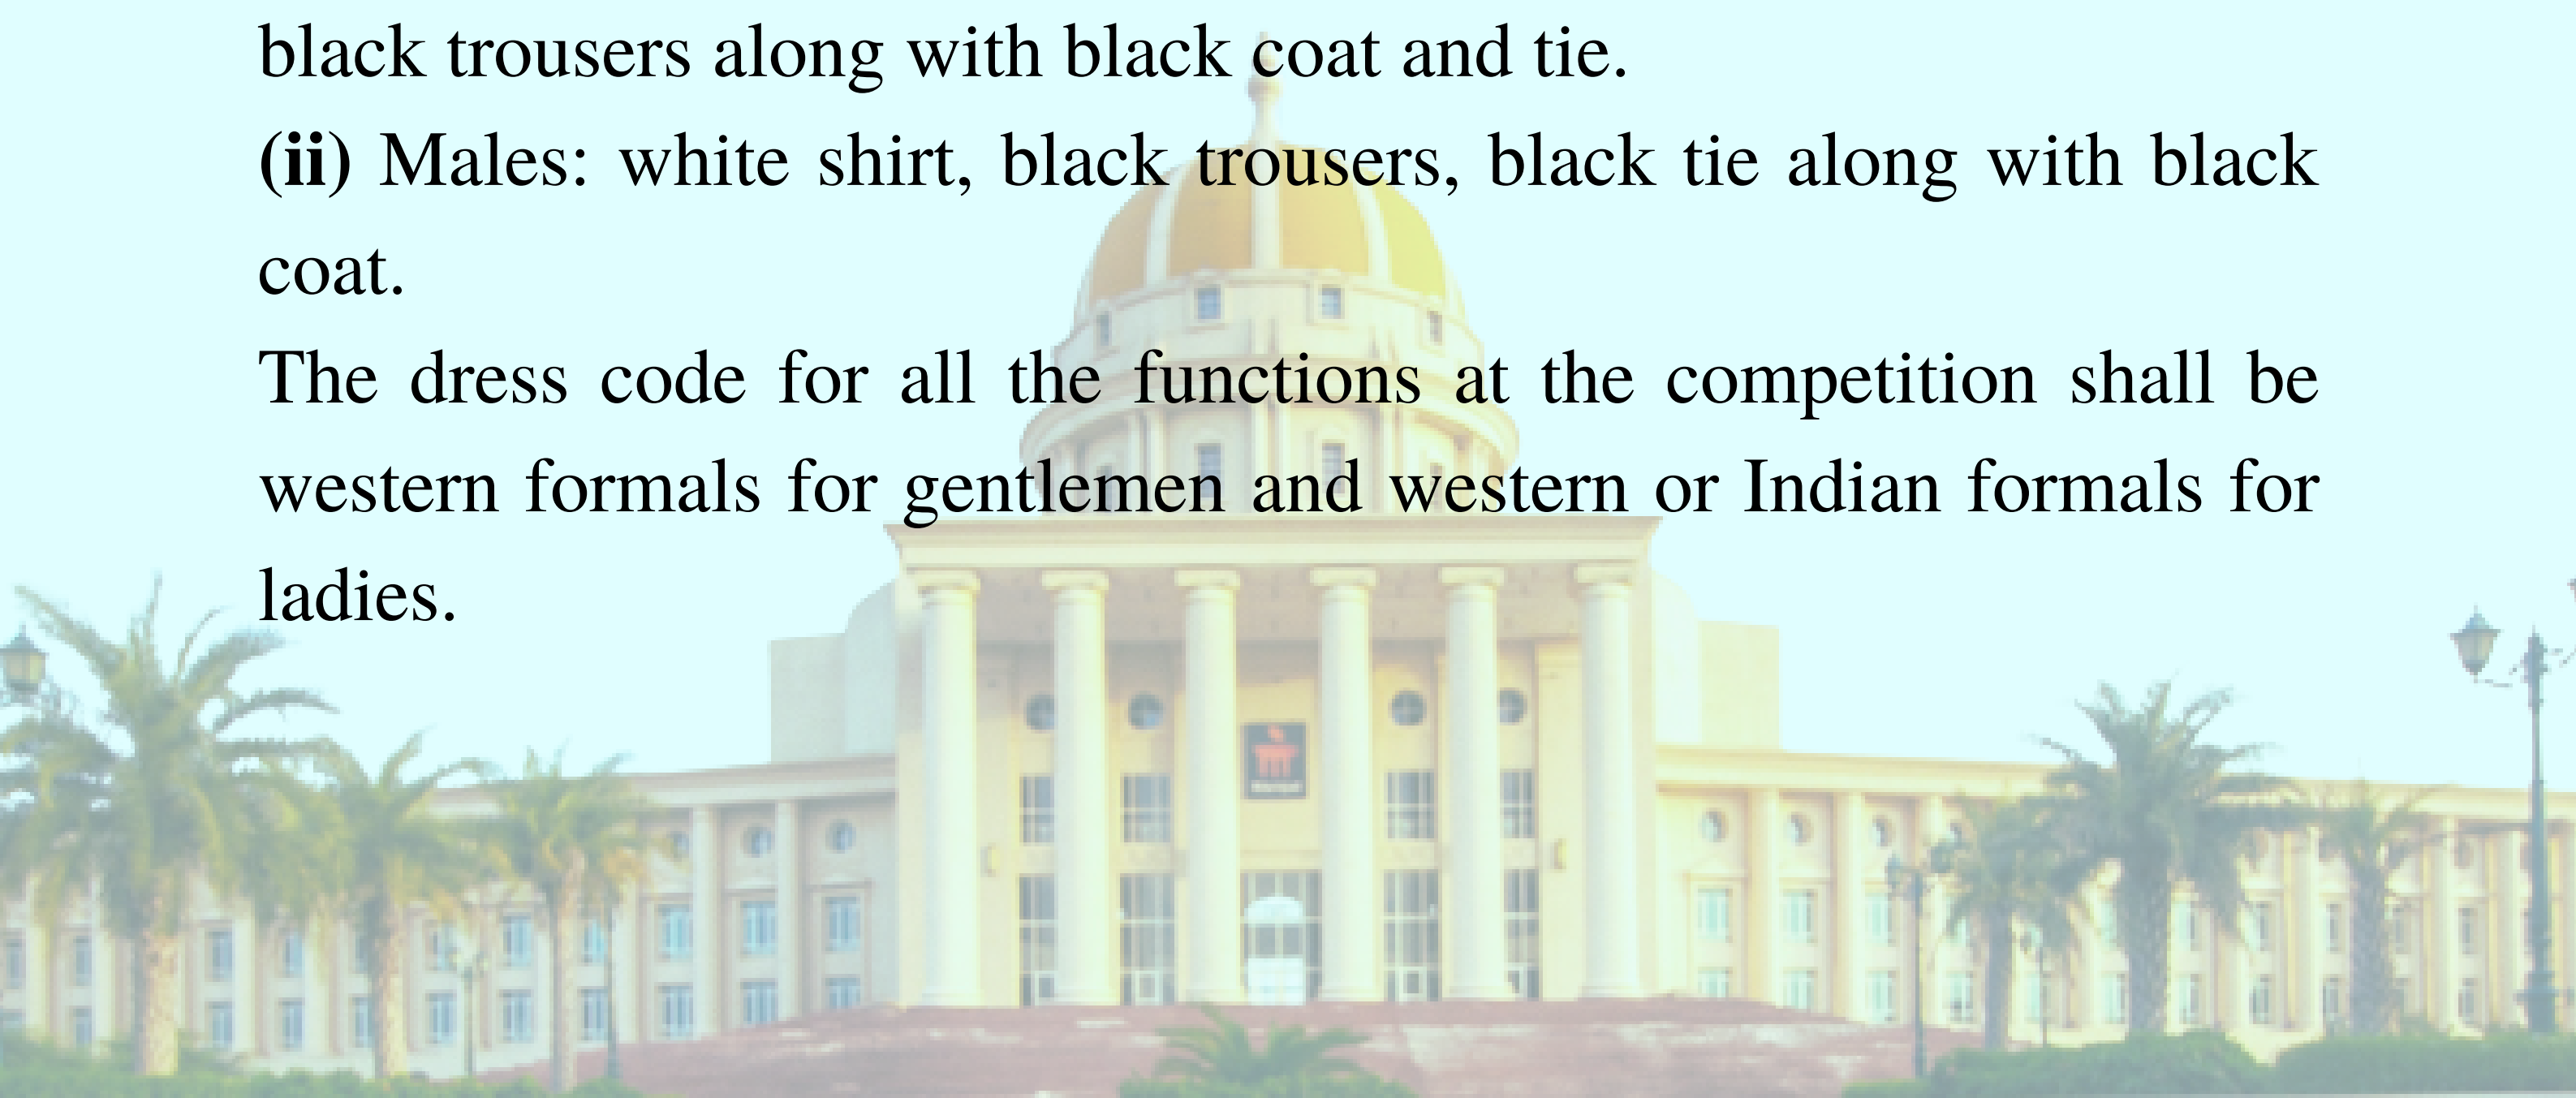 black trousers along with black coat and tie.
(ii) Males: white shirt, black trousers, black tie along with black
coat.
The dress code for all the functions at the competition shall be
western formals for gentlemen and western or Indian formals for
ladies.